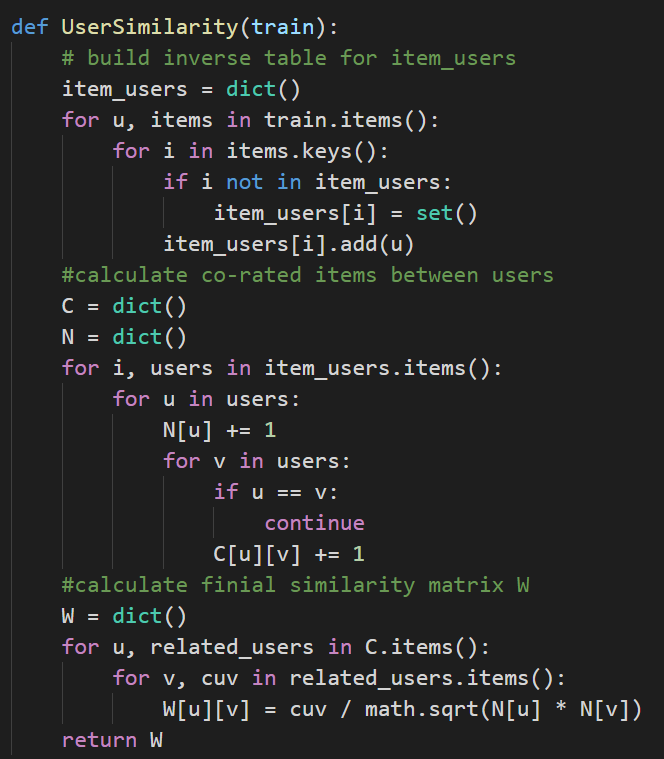 def UserSimilarity(train):
    # build inverse table for item_users
    item_users = dict()
    for u, items in train.items():
        for i in items.keys():
            if i not in item_users:
                item_users[i] = set()
            item_users[i].add(u)
    #calculate co-rated items between users
    C = dict()
    N = dict()
    for i, users in item_users.items():
        for u in users:
            N[u] += 1
            for v in users:
                if u == v:
                    continue
                C[u][v] += 1
    #calculate finial similarity matrix W
    W = dict()
    for u, related_users in C.items():
        for v, cuv in related_users.items():
            W[u][v] = cuv / math.sqrt(N[u] * N[v])
    return W